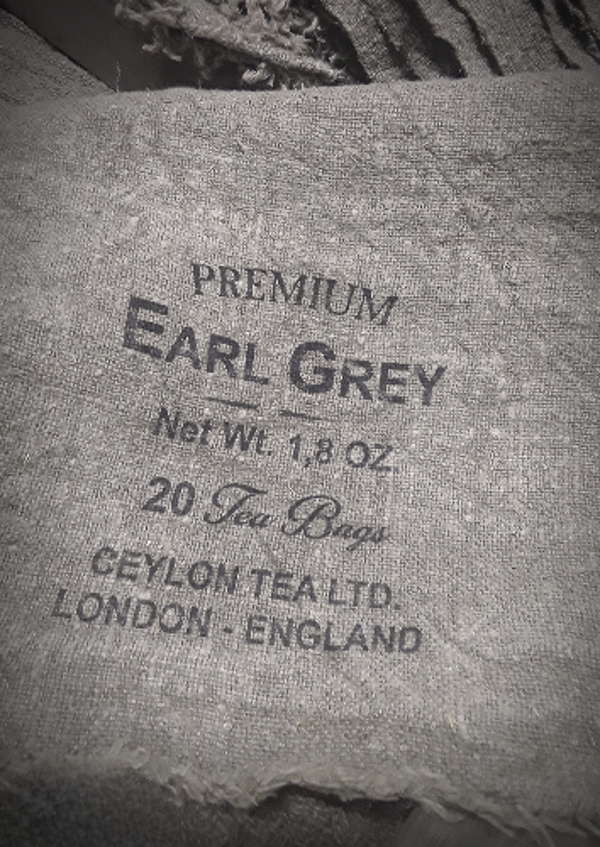 PREMIUM
EARL GREY
Net Wt. 1,8 OZ.
20 Tea Bags
CEYLON TEA LTD.
LONDON - ENGLAND